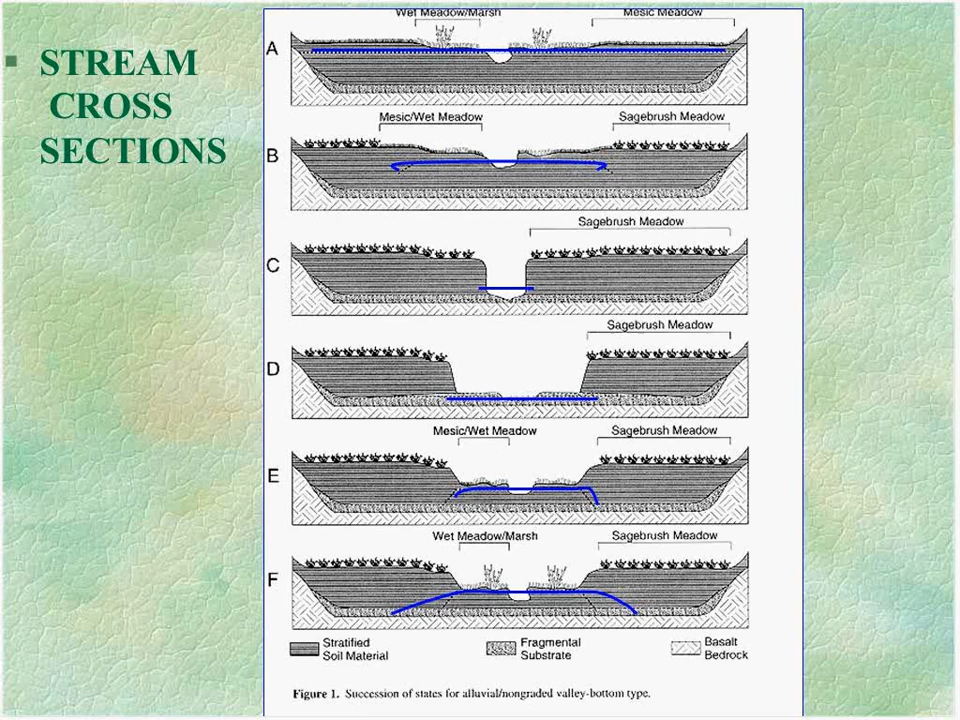 ▪ STREAM
CROSS
SECTIONS
Wet Meadow/Marsh Mesic Meadow
A
Mesic/Wet Meadow Sagebrush Meadow
B
Sagebrush Meadow
C
Sagebrush Meadow
D
Mesic/Wet Meadow Sagebrush Meadow
E
Wet Meadow/Marsh Sagebrush Meadow
F
Stratified Fragmental Basalt
Soil Material Substrate Bedrock
Figure 1. Succession of states for alluvial/nongraded valley-bottom type.